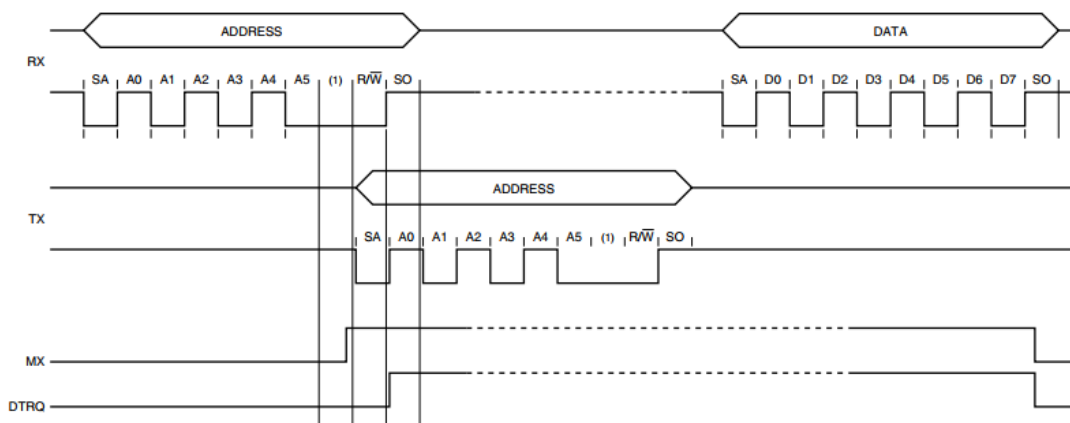 ADDRESS DATA
RX
SA A0 A1 A2 A3 A4 A5 (1) R/W̅ SO SA D0 D1 D2 D3 D4 D5 D6 D7 SO
ADDRESS
TX
SA A0 A1 A2 A3 A4 A5 (1) R/W̅ SO
MX
DTRQ